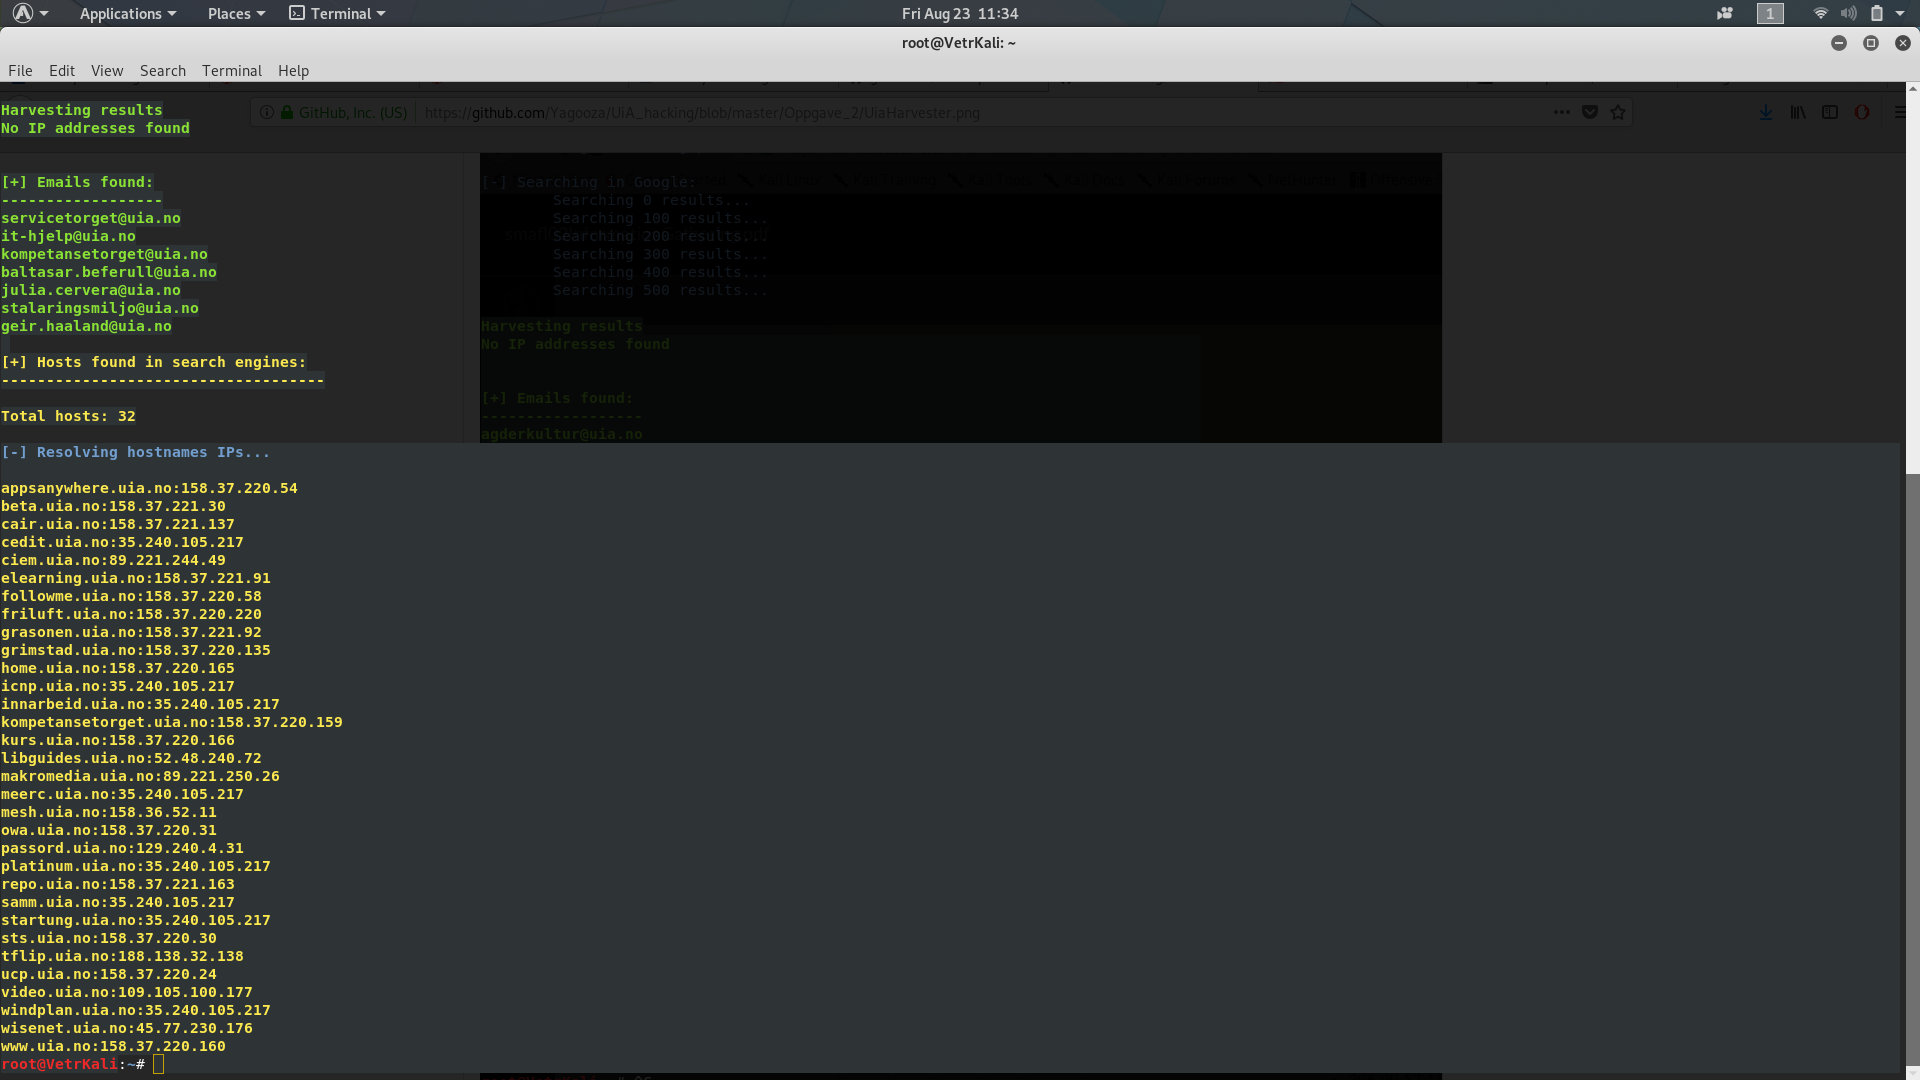 Applications Places Terminal Fri Aug 23 11:34 1
root@VetrKali: ~
File Edit View Search Terminal Help
Harvesting results
GitHub, Inc. (US) https://github.com/Yagooza/UiA_hacking/blob/master/Oppgave_2/UiaHarvester.png
No IP addresses found
[+] Emails found:
------------------
servicetorget@uia.no
it-hjelp@uia.no
kompetansetorget@uia.no
baltasar.beferull@uia.no
julia.cervera@uia.no
stalaringsmiljo@uia.no
geir.haaland@uia.no
[+] Hosts found in search engines:
------------------------------------
Total hosts: 32
[-] Searching in Google:
Searching 0 results...
Searching 100 results...
Searching 200 results...
Searching 300 results...
Searching 400 results...
Searching 500 results...
Harvesting results
No IP addresses found
[+] Emails found:
------------------
agderkultur@uia.no
[-] Resolving hostnames IPs...
appsanywhere.uia.no:158.37.220.54
beta.uia.no:158.37.221.30
cair.uia.no:158.37.221.137
cedit.uia.no:35.240.105.217
ciem.uia.no:89.221.244.49
elearning.uia.no:158.37.221.91
followme.uia.no:158.37.220.58
friluft.uia.no:158.37.220.220
grasonen.uia.no:158.37.221.92
grimstad.uia.no:158.37.220.135
home.uia.no:158.37.220.165
icnp.uia.no:35.240.105.217
innarbeid.uia.no:35.240.105.217
kompetansetorget.uia.no:158.37.220.159
kurs.uia.no:158.37.220.166
libguides.uia.no:52.48.240.72
makromedia.uia.no:89.221.250.26
meerc.uia.no:35.240.105.217
mesh.uia.no:158.36.52.11
owa.uia.no:158.37.220.31
passord.uia.no:129.240.4.31
platinum.uia.no:35.240.105.217
repo.uia.no:158.37.221.163
samm.uia.no:35.240.105.217
startung.uia.no:35.240.105.217
sts.uia.no:158.37.220.30
tflip.uia.no:188.138.32.138
ucp.uia.no:158.37.220.24
video.uia.no:109.105.100.177
windplan.uia.no:35.240.105.217
wisenet.uia.no:45.77.230.176
www.uia.no:158.37.220.160
root@VetrKali:~#